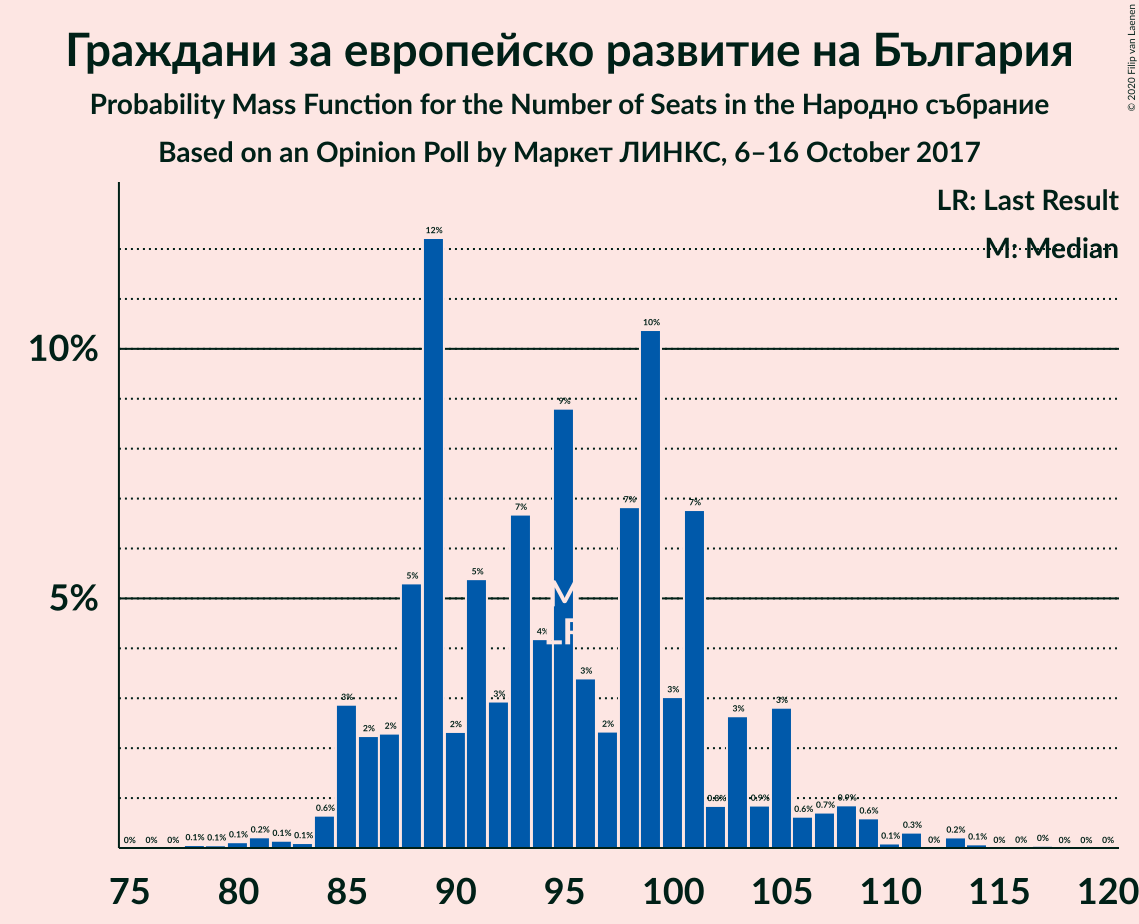 Граждани за европейско развитие на България
Probability Mass Function for the Number of Seats in the Народно събрание
Based on an Opinion Poll by Маркет ЛИНКС, 6–16 October 2017
© 2020 Filip van Laenen
LR: Last Result
M: Median
10%
5%
0% 0% 0% 0.1% 0.1% 0.1% 0.2% 0.1% 0.1% 0.6% 3% 2% 2% 5% 12% 2% 5% 3% 7% 4% 9% 3% 2% 7% 10% 3% 7% 0.8% 3% 0.9% 3% 0.6% 0.7% 0.9% 0.6% 0.1% 0.3% 0% 0.2% 0.1% 0% 0% 0% 0% 0% 0%
M
LR
75 80 85 90 95 100 105 110 115 120